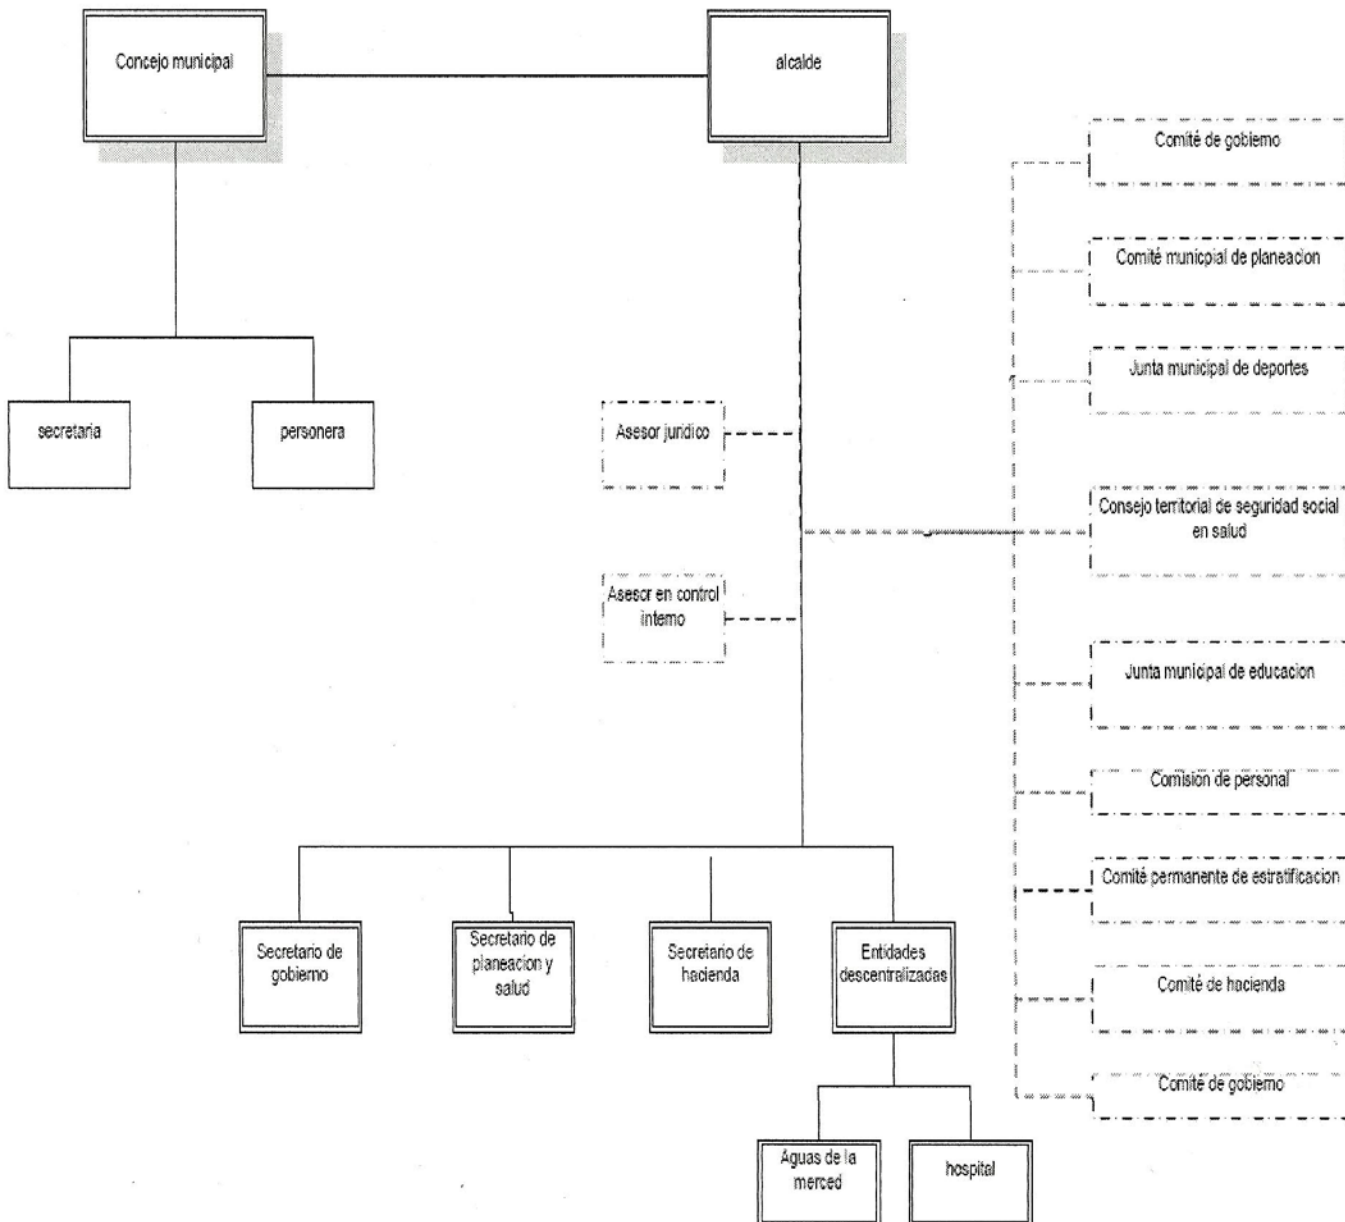 Concejo municipal
alcalde
Comité de gobierno
Comité municpial de planeacion
Junta municipal de deportes
secretaria
personera
Asesor juridico
Consejo territorial de seguridad social
en salud
Asesor en control
interno
Junta municipal de educacion
Comision de personal
Comité permanente de estratificacion
Secretario de
gobierno
Secretario de
planeacion y
salud
Secretario de
hacienda
Entidades
descentralizadas
Comité de hacienda
Comité de gobierno
Aguas de la
merced
hospital